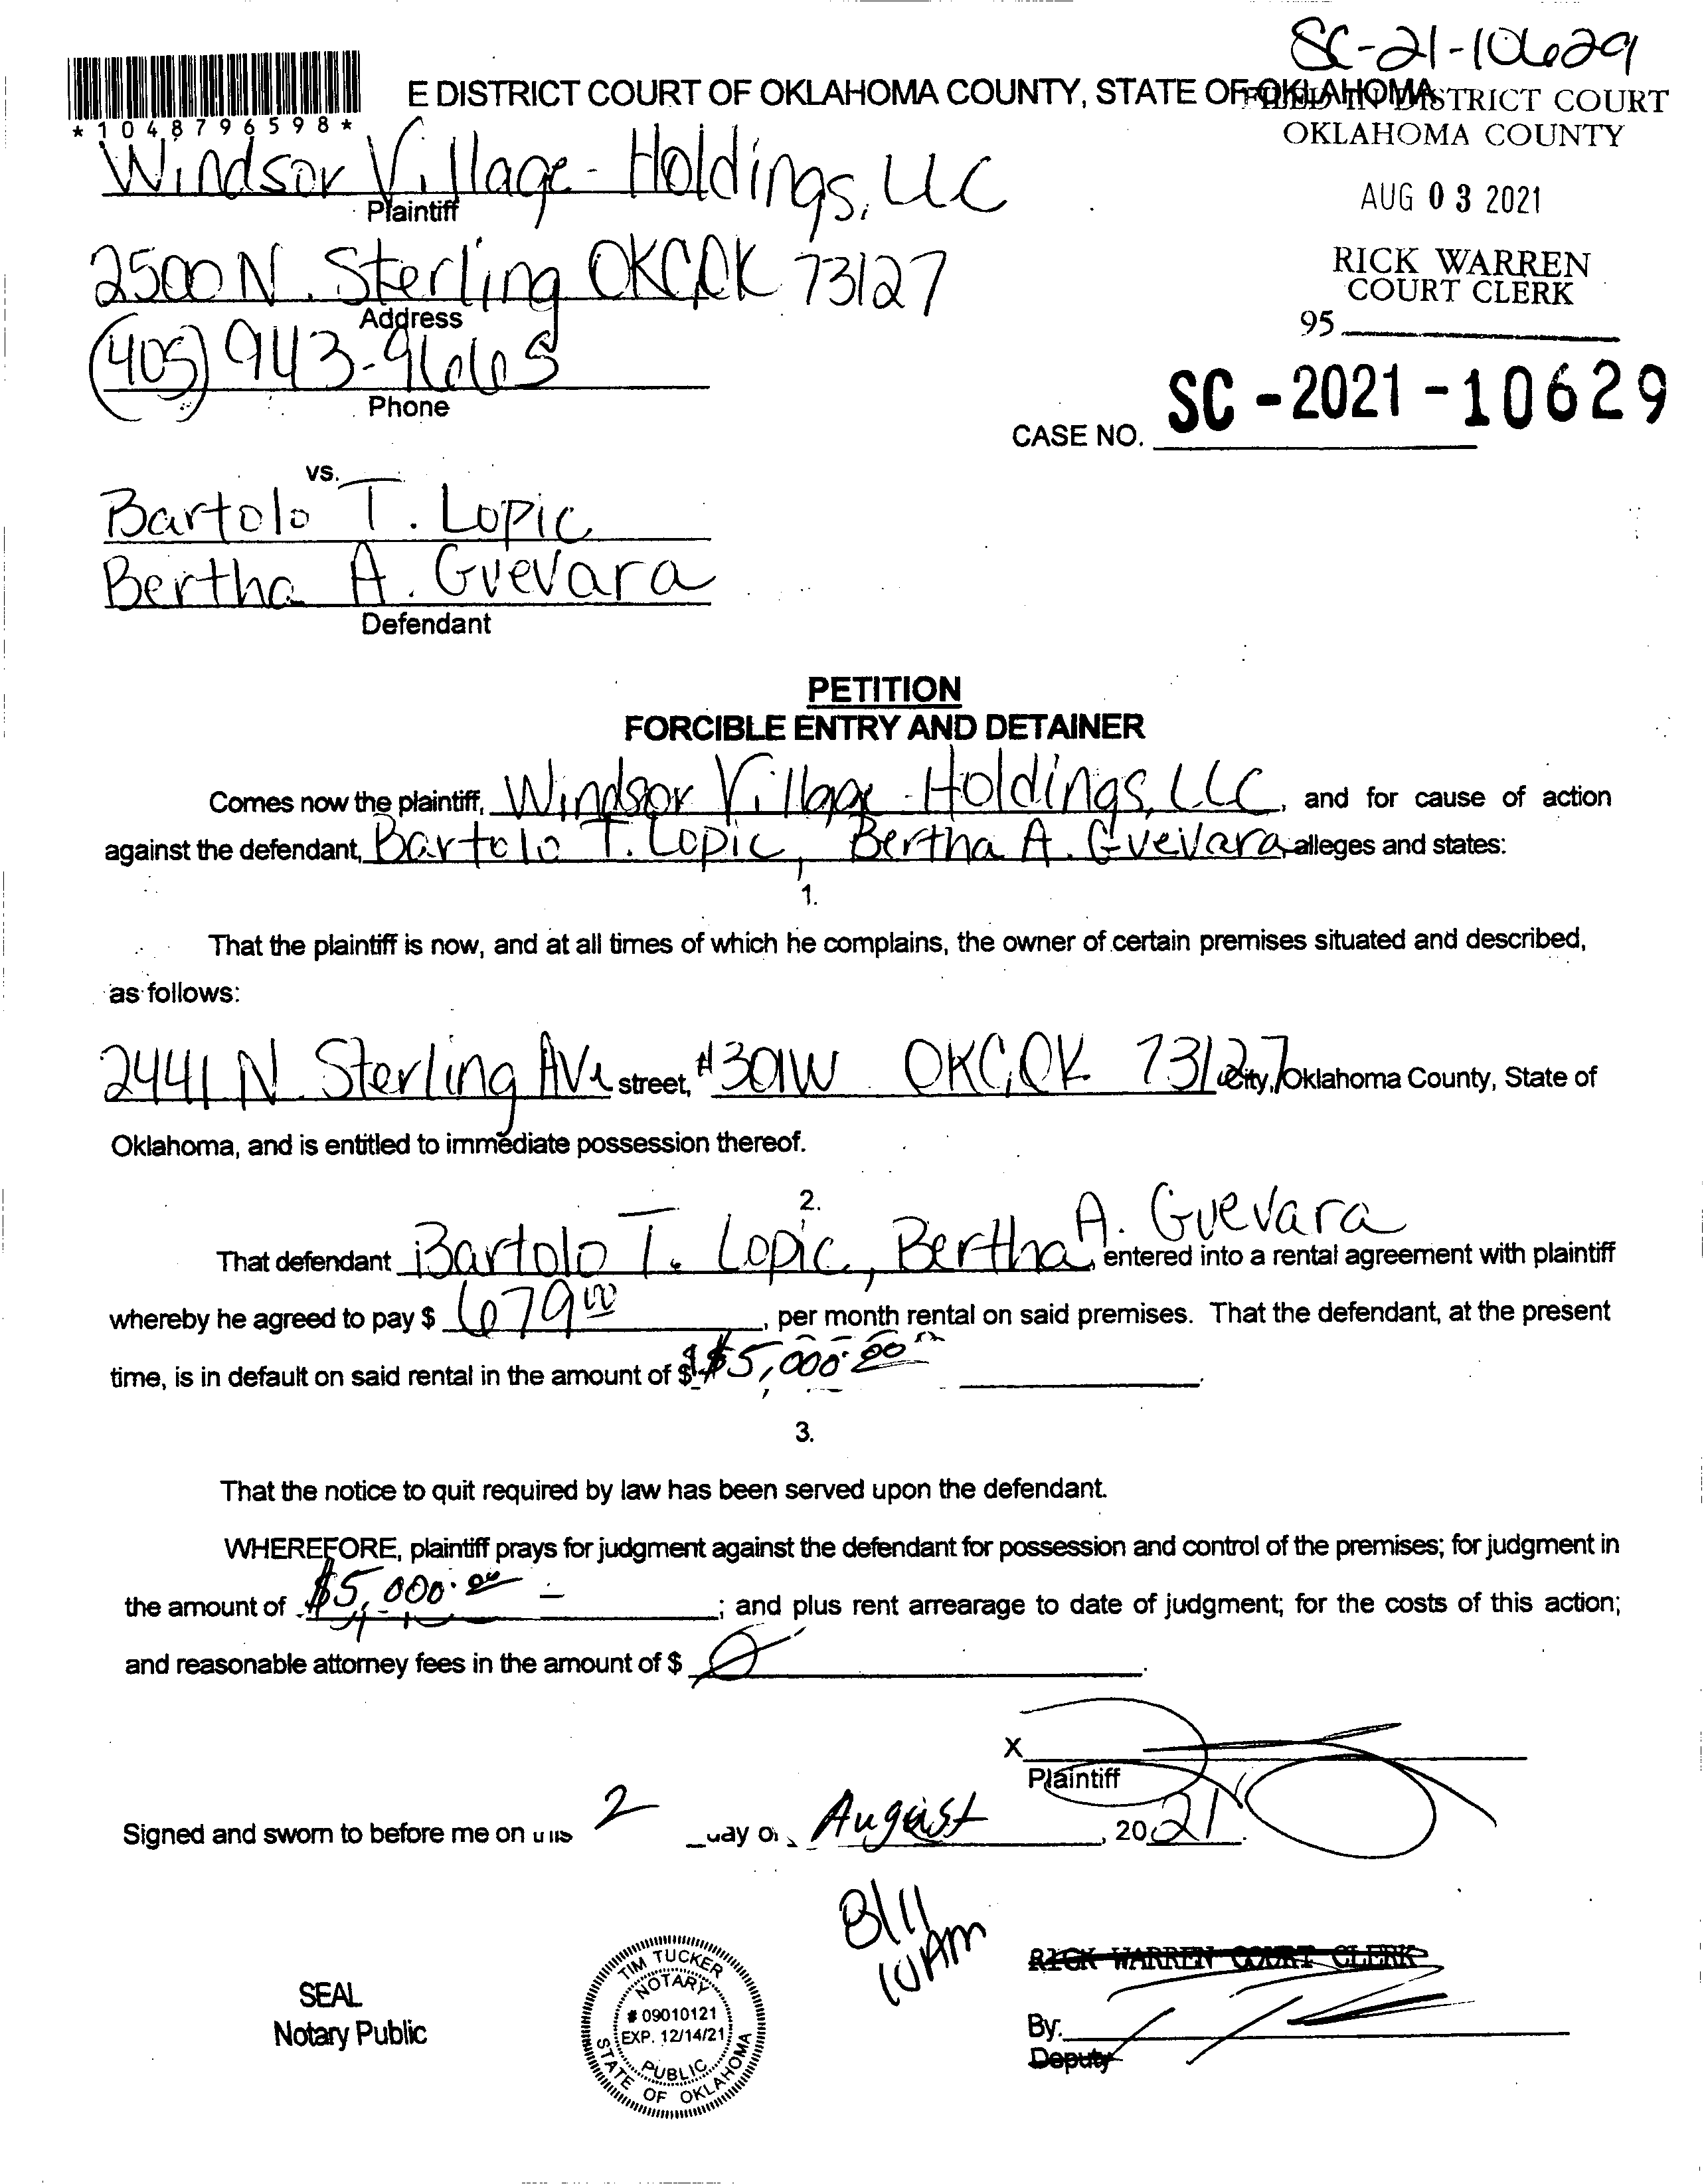 SC-21-10629
E DISTRICT COURT OF OKLAHOMA COUNTY, STATE OF OKLAHOMA
FILED IN DISTRICT COURT
OKLAHOMA COUNTY
*1048796598*
Windsor Village-Holdings, LLC
Plaintiff
AUG 03 2021
2500 N. Sterling OKC, OK 73127
Address
RICK WARREN
COURT CLERK
95
(405) 943-9665
Phone
CASE NO. SC-2021-10629
vs.
Bartolo T. Lopic
Bertha A. Guevara
Defendant
PETITION
FORCIBLE ENTRY AND DETAINER
Comes now the plaintiff, Windsor Village-Holdings, LLC, and for cause of action
against the defendant, Bartolo T. Lopic, Bertha A. Guevara, alleges and states:
1.
That the plaintiff is now, and at all times of which he complains, the owner of certain premises situated and described,
as follows:
2441 N. Sterling Ave street, #301W OKC, OK 73127 City, Oklahoma County, State of
Oklahoma, and is entitled to immediate possession thereof.
2.
That defendant Bartolo T. Lopic, Bertha A. Guevara, entered into a rental agreement with plaintiff
whereby he agreed to pay $ 679 00, per month rental on said premises. That the defendant, at the present
time, is in default on said rental in the amount of $ $5,000.00.
3.
That the notice to quit required by law has been served upon the defendant.
WHEREFORE, plaintiff prays for judgment against the defendant for possession and control of the premises; for judgment in
the amount of $5,000.00; and plus rent arrearage to date of judgment; for the costs of this action;
and reasonable attorney fees in the amount of $ 0.
X
Plaintiff
Signed and sworn to before me on this 2 day of August, 2021.
8/11
10AM
RICK WARREN COURT CLERK
SEAL
Notary Public
TIM TUCKER
NOTARY
# 09010121
EXP. 12/14/21
PUBLIC
STATE OF OKLAHOMA
By:
Deputy